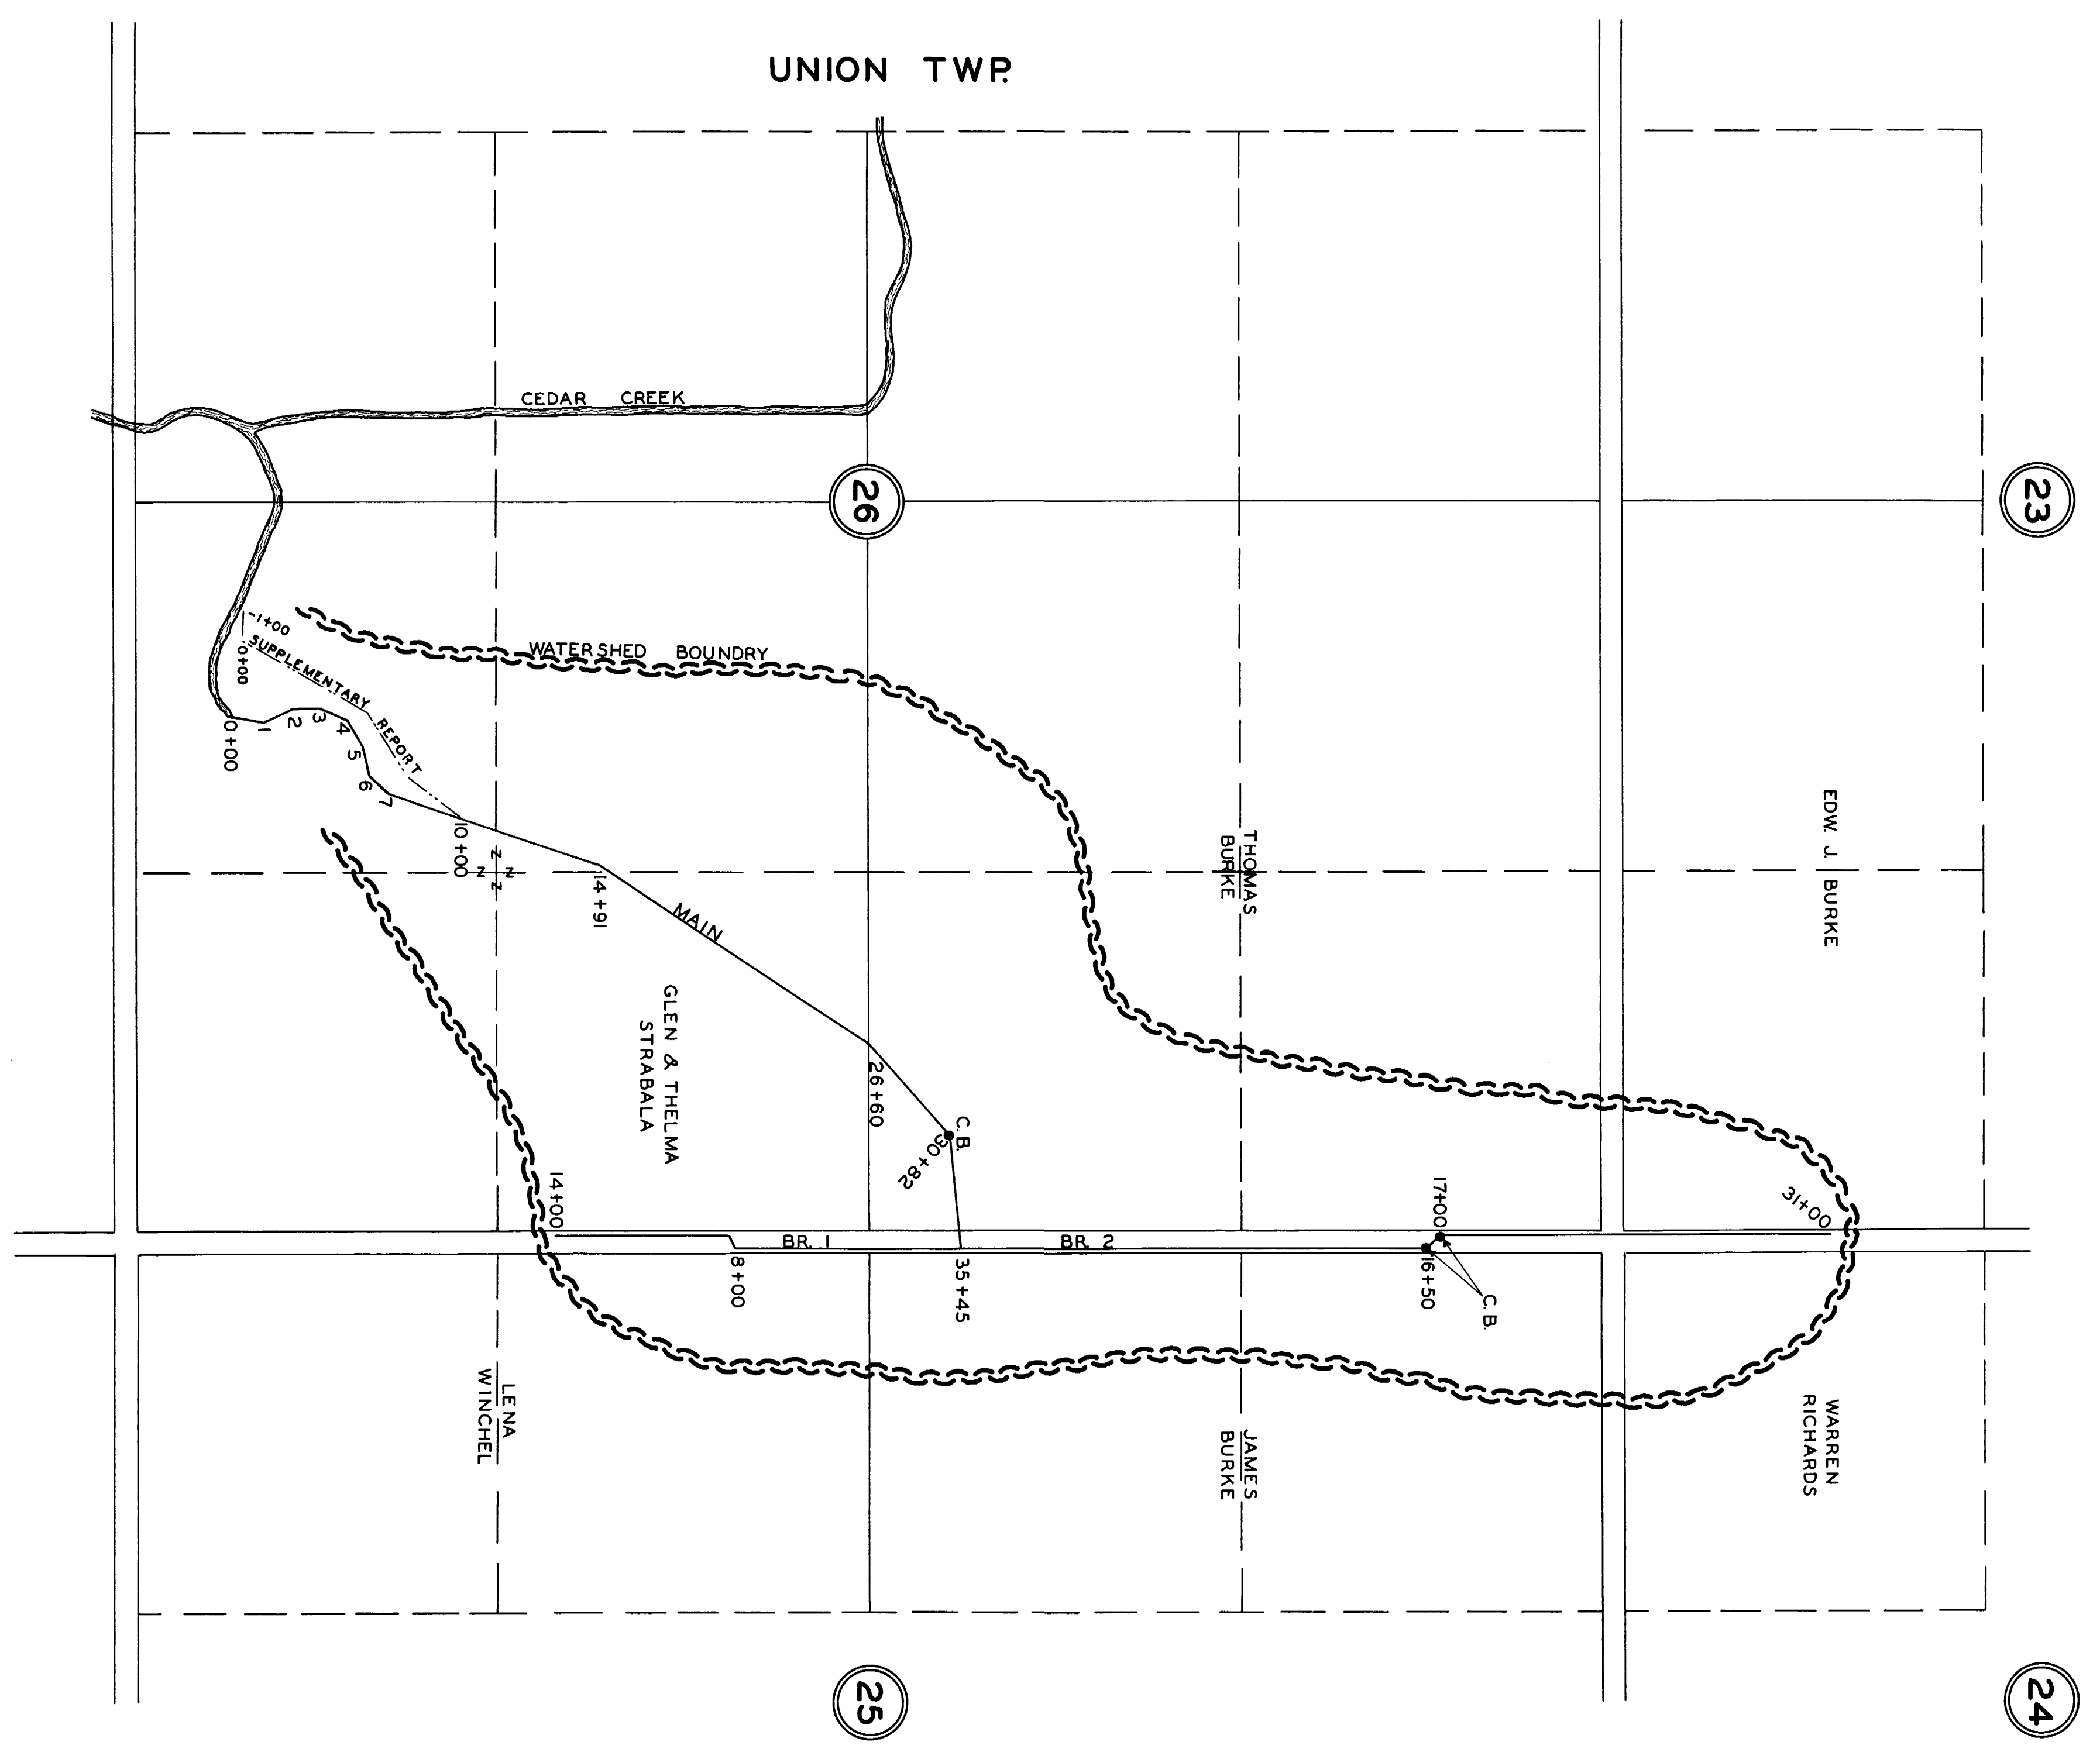 UNION TWP.
CEDAR CREEK
26
23
-1+00
0+00
SUPPLEMENTARY REPORT
WATERSHED BOUNDRY
0+00
1
2
3
4
5
6
7
10+00
Z
Z Z
Z
14+91
MAIN
THOMAS
BURKE
EDW. J. BURKE
GLEN & THELMA
STRABALA
26+60
C.B.
30+82
14+00
17+00
31+00
BR. 1
BR. 2
8+00
35+45
16+50
C.B.
LENA
WINCHEL
JAMES
BURKE
WARREN
RICHARDS
25
24